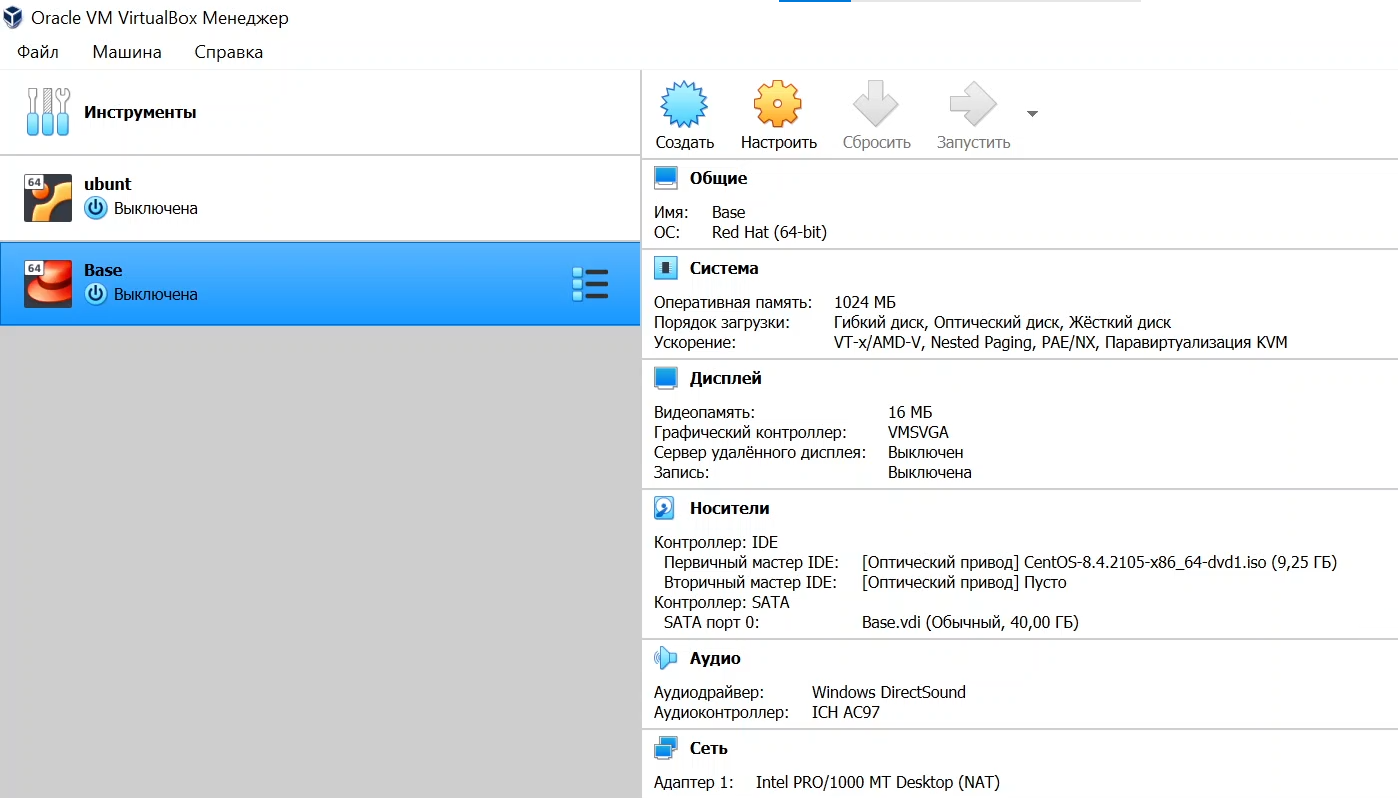 Oracle VM VirtualBox Менеджер
Файл Машина Справка
Инструменты
64
ubunt
Выключена
64
Base
Выключена
Создать Настроить Сбросить Запустить
Общие
Имя: Base
ОС: Red Hat (64-bit)
Система
Оперативная память: 1024 МБ
Порядок загрузки: Гибкий диск, Оптический диск, Жёсткий диск
Ускорение: VT-x/AMD-V, Nested Paging, PAE/NX, Паравиртуализация KVM
Дисплей
Видеопамять: 16 МБ
Графический контроллер: VMSVGA
Сервер удалённого дисплея: Выключен
Запись: Выключена
Носители
Контроллер: IDE
Первичный мастер IDE: [Оптический привод] CentOS-8.4.2105-x86_64-dvd1.iso (9,25 ГБ)
Вторичный мастер IDE: [Оптический привод] Пусто
Контроллер: SATA
SATA порт 0: Base.vdi (Обычный, 40,00 ГБ)
Аудио
Аудиодрайвер: Windows DirectSound
Аудиоконтроллер: ICH AC97
Сеть
Адаптер 1: Intel PRO/1000 MT Desktop (NAT)